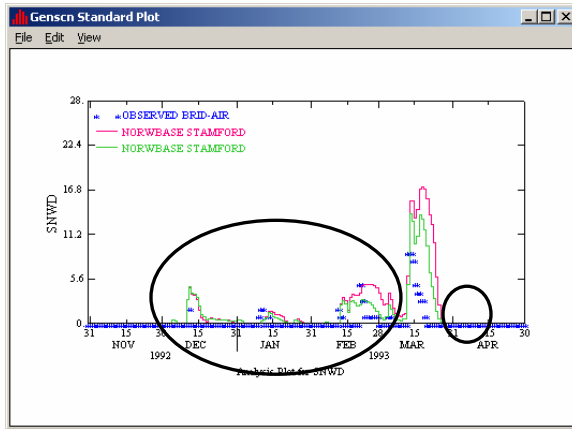 Genscn Standard Plot
File Edit View
28.
OBSERVED BRID-AIR
NORWBASE STAMFORD
NORWBASE STAMFORD
22.4
16.8
11.2
5.6
0.
SNWD
31 15 31 15 31 15 31 15 28 15 31 15 30
NOV DEC JAN FEB MAR APR
1992 1993
Analysis Plot for SNWD